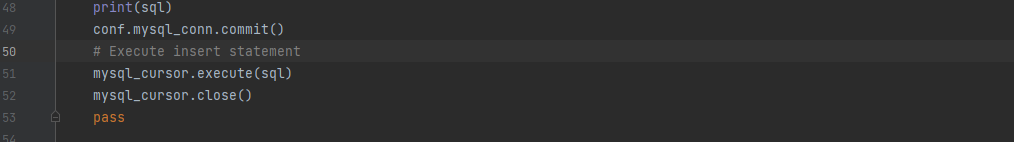 48 print(sql)
49 conf.mysql_conn.commit()
50 # Execute insert statement
51 mysql_cursor.execute(sql)
52 mysql_cursor.close()
53 pass
54